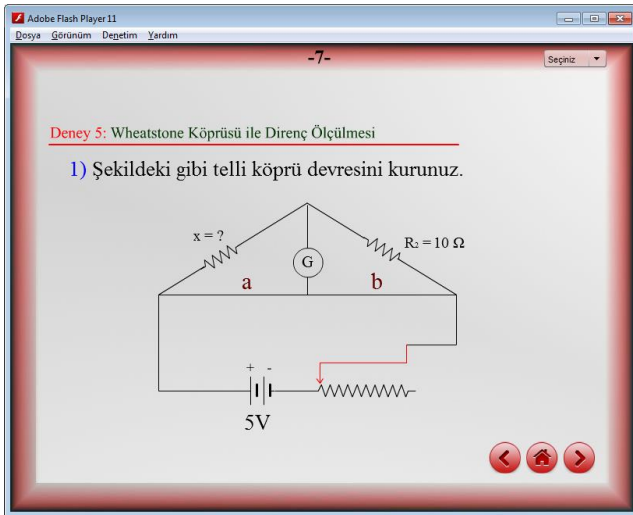 Adobe Flash Player 11
Dosya Görünüm Denetim Yardım
-7-
Seçiniz
Deney 5: Wheatstone Köprüsü ile Direnç Ölçülmesi
1) Şekildeki gibi telli köprü devresini kurunuz.
x = ?
R₂ = 10 Ω
G
a b
+ -
5V